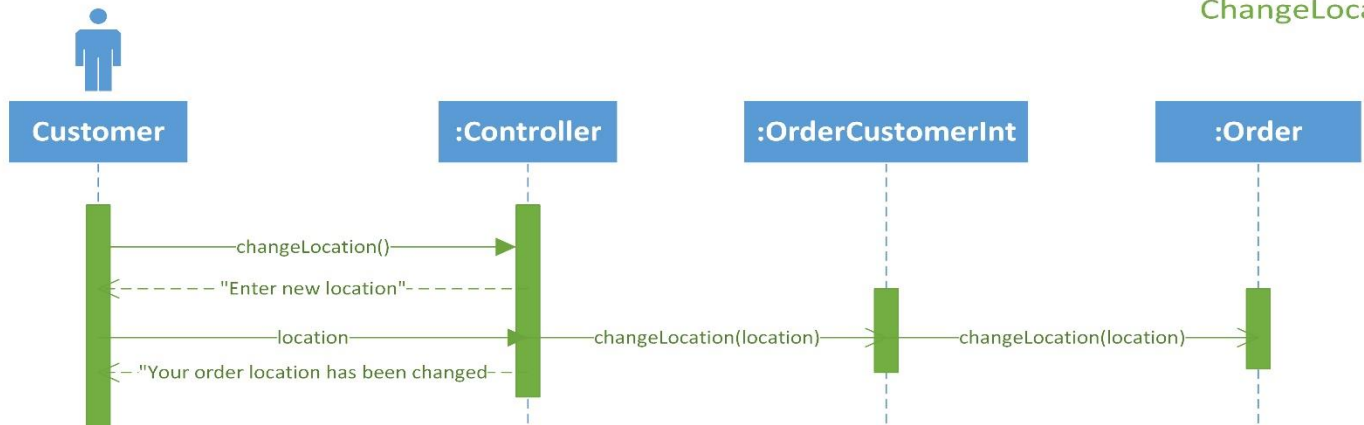 ChangeLoca
Customer
:Controller
:OrderCustomerInt
:Order
changeLocation()
"Enter new location"
location
changeLocation(location)
changeLocation(location)
"Your order location has been changed